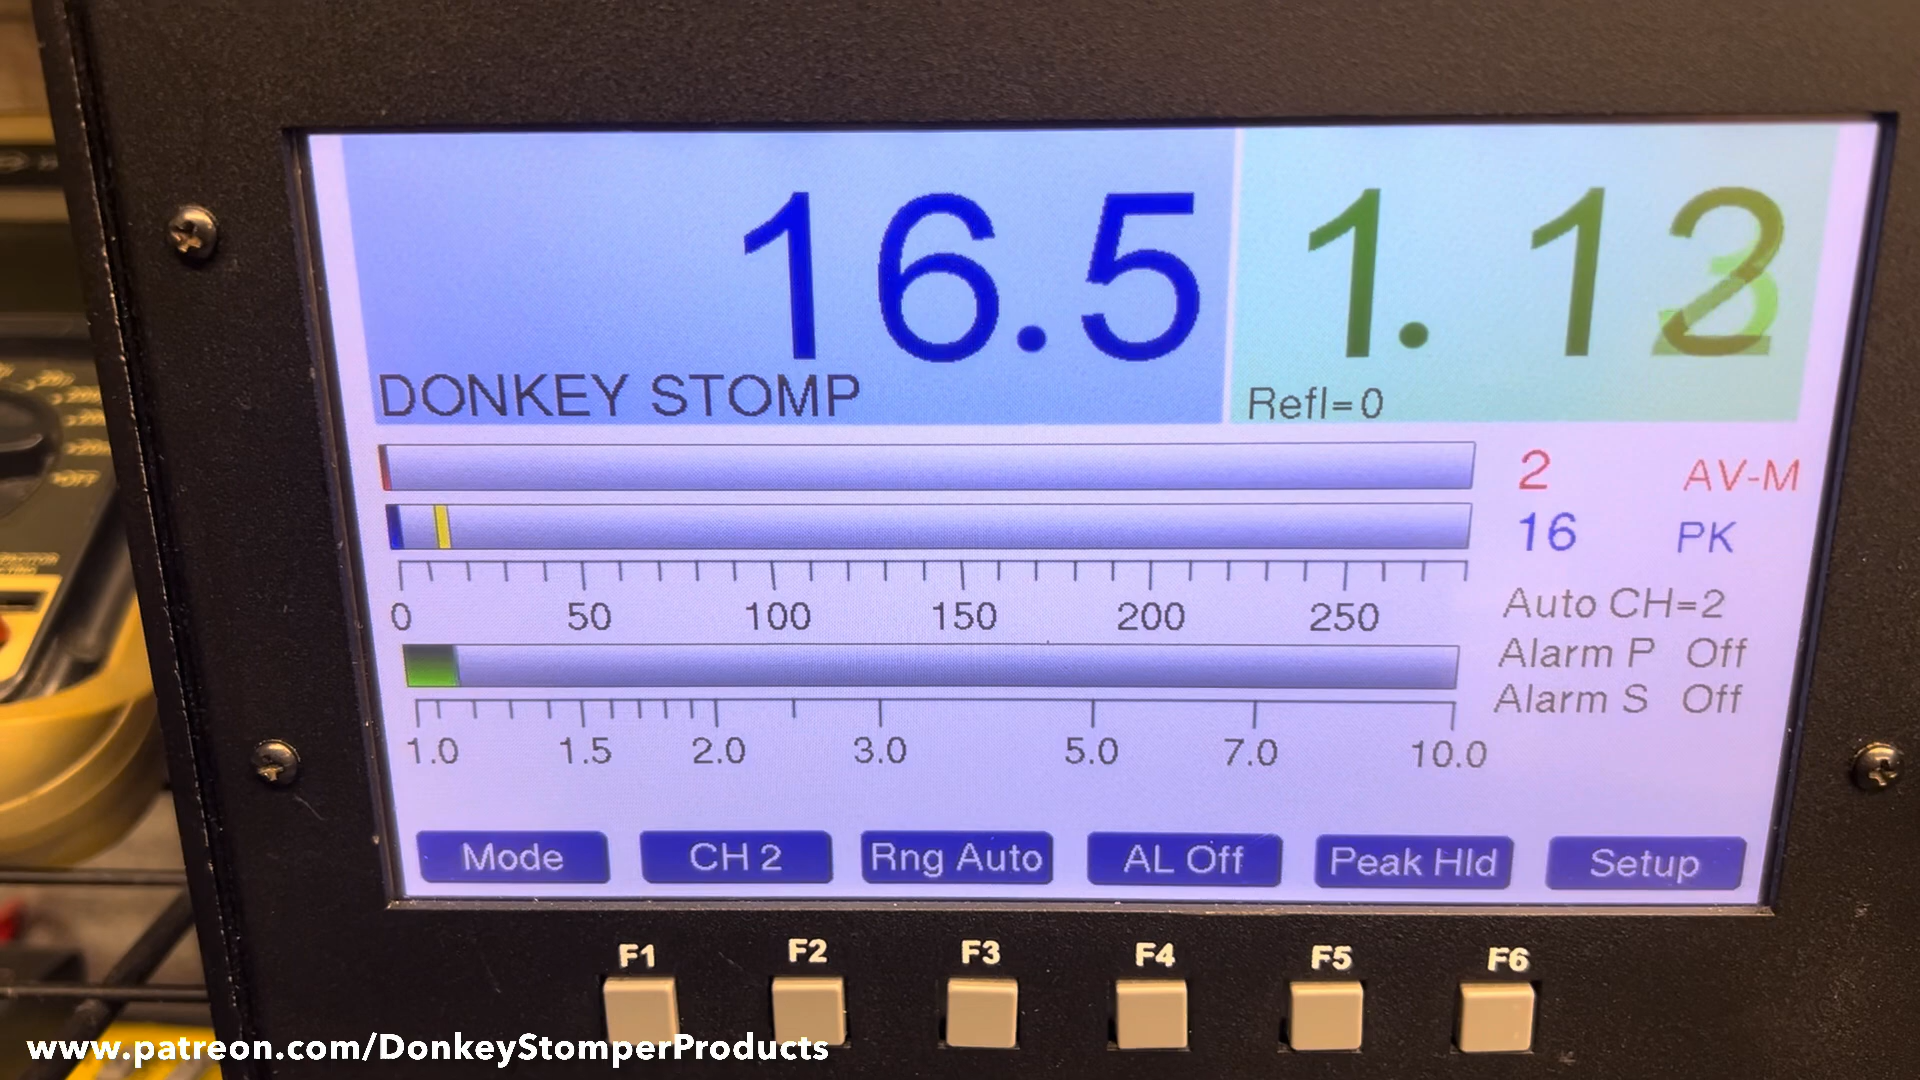 16.5
1.12
DONKEY STOMP
Refl=0
2 AV-M
16 PK
0 50 100 150 200 250
Auto CH=2
Alarm P Off
Alarm S Off
1.0 1.5 2.0 3.0 5.0 7.0 10.0
Mode CH 2 Rng Auto AL Off Peak Hld Setup
F1 F2 F3 F4 F5 F6
www.patreon.com/DonkeyStomperProducts
OFF